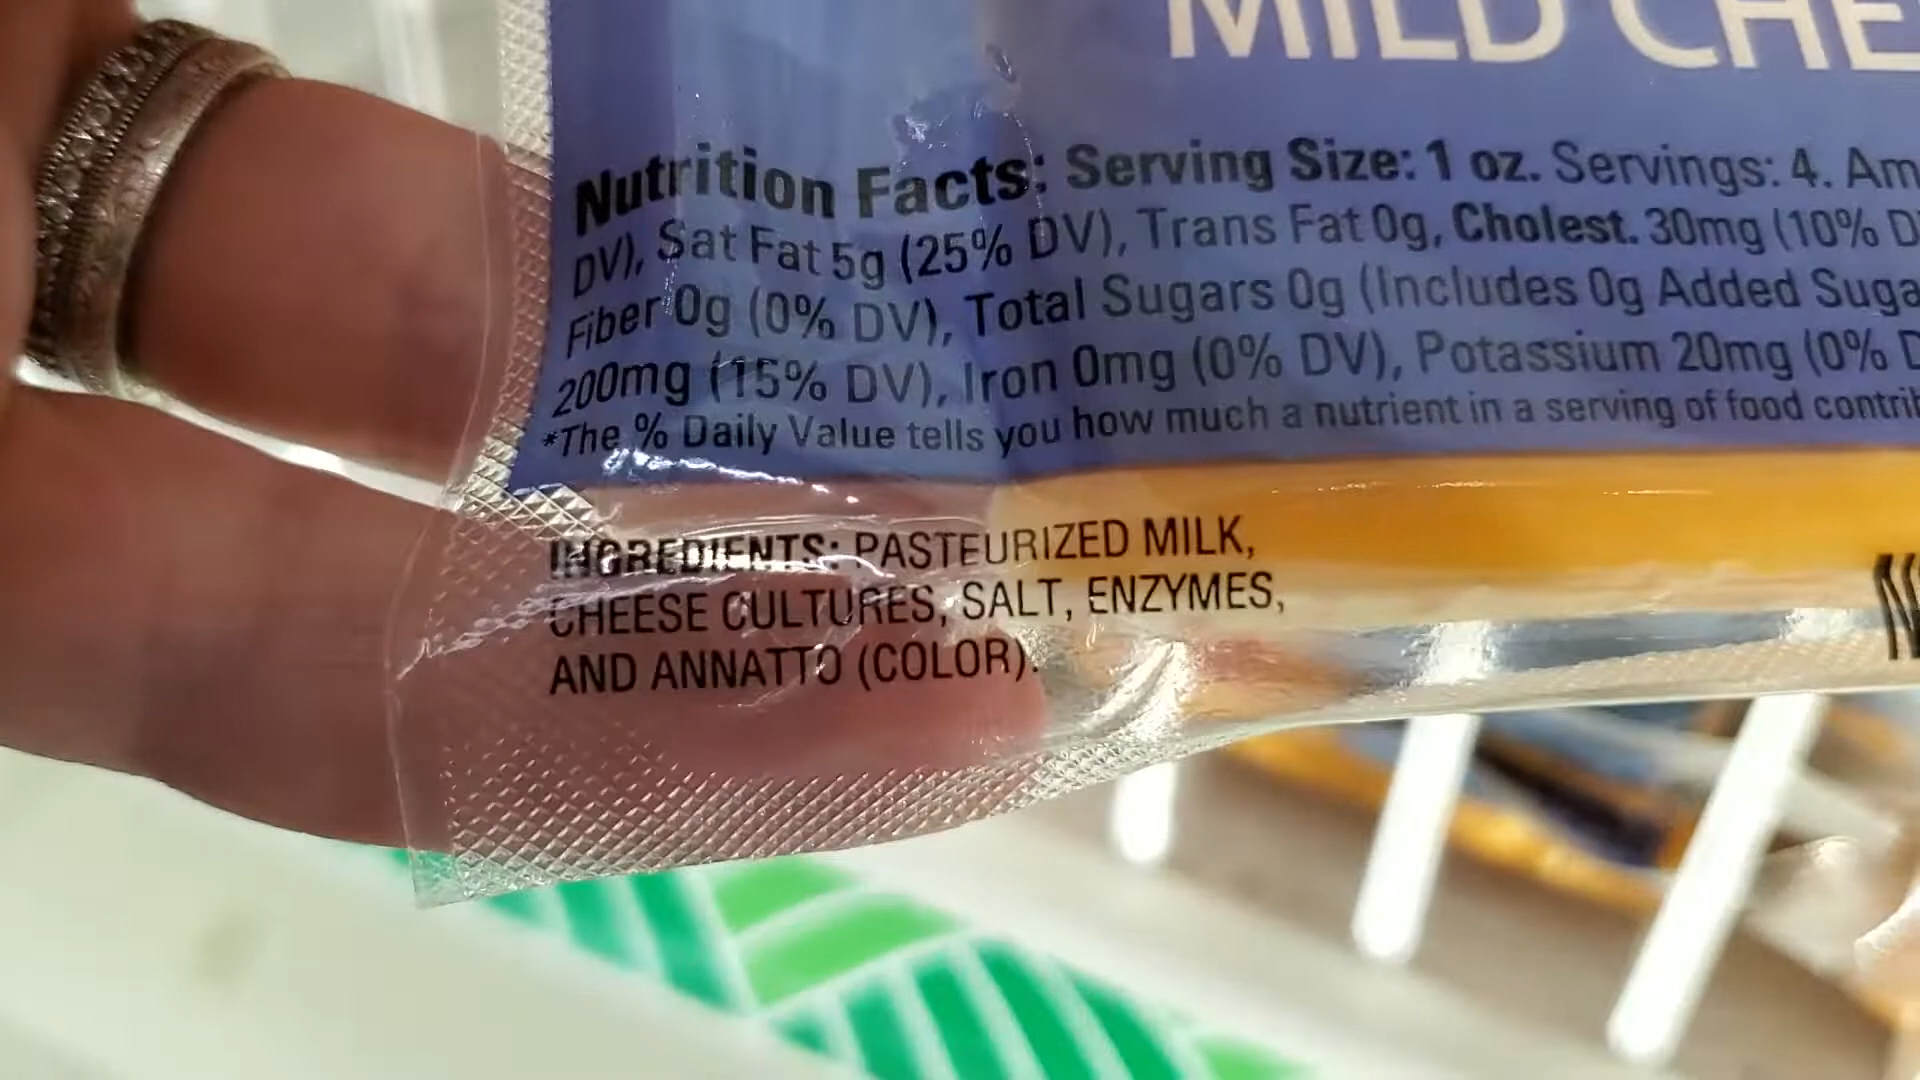 MILD CHE
Nutrition Facts: Serving Size: 1 oz. Servings: 4. Am
DV), Sat Fat 5g (25% DV), Trans Fat 0g, Cholest. 30mg (10% D
Fiber 0g (0% DV), Total Sugars 0g (Includes 0g Added Suga
200mg (15% DV), Iron 0mg (0% DV), Potassium 20mg (0% D
*The % Daily Value tells you how much a nutrient in a serving of food contrib
INGREDIENTS: PASTEURIZED MILK,
CHEESE CULTURES, SALT, ENZYMES,
AND ANNATTO (COLOR).